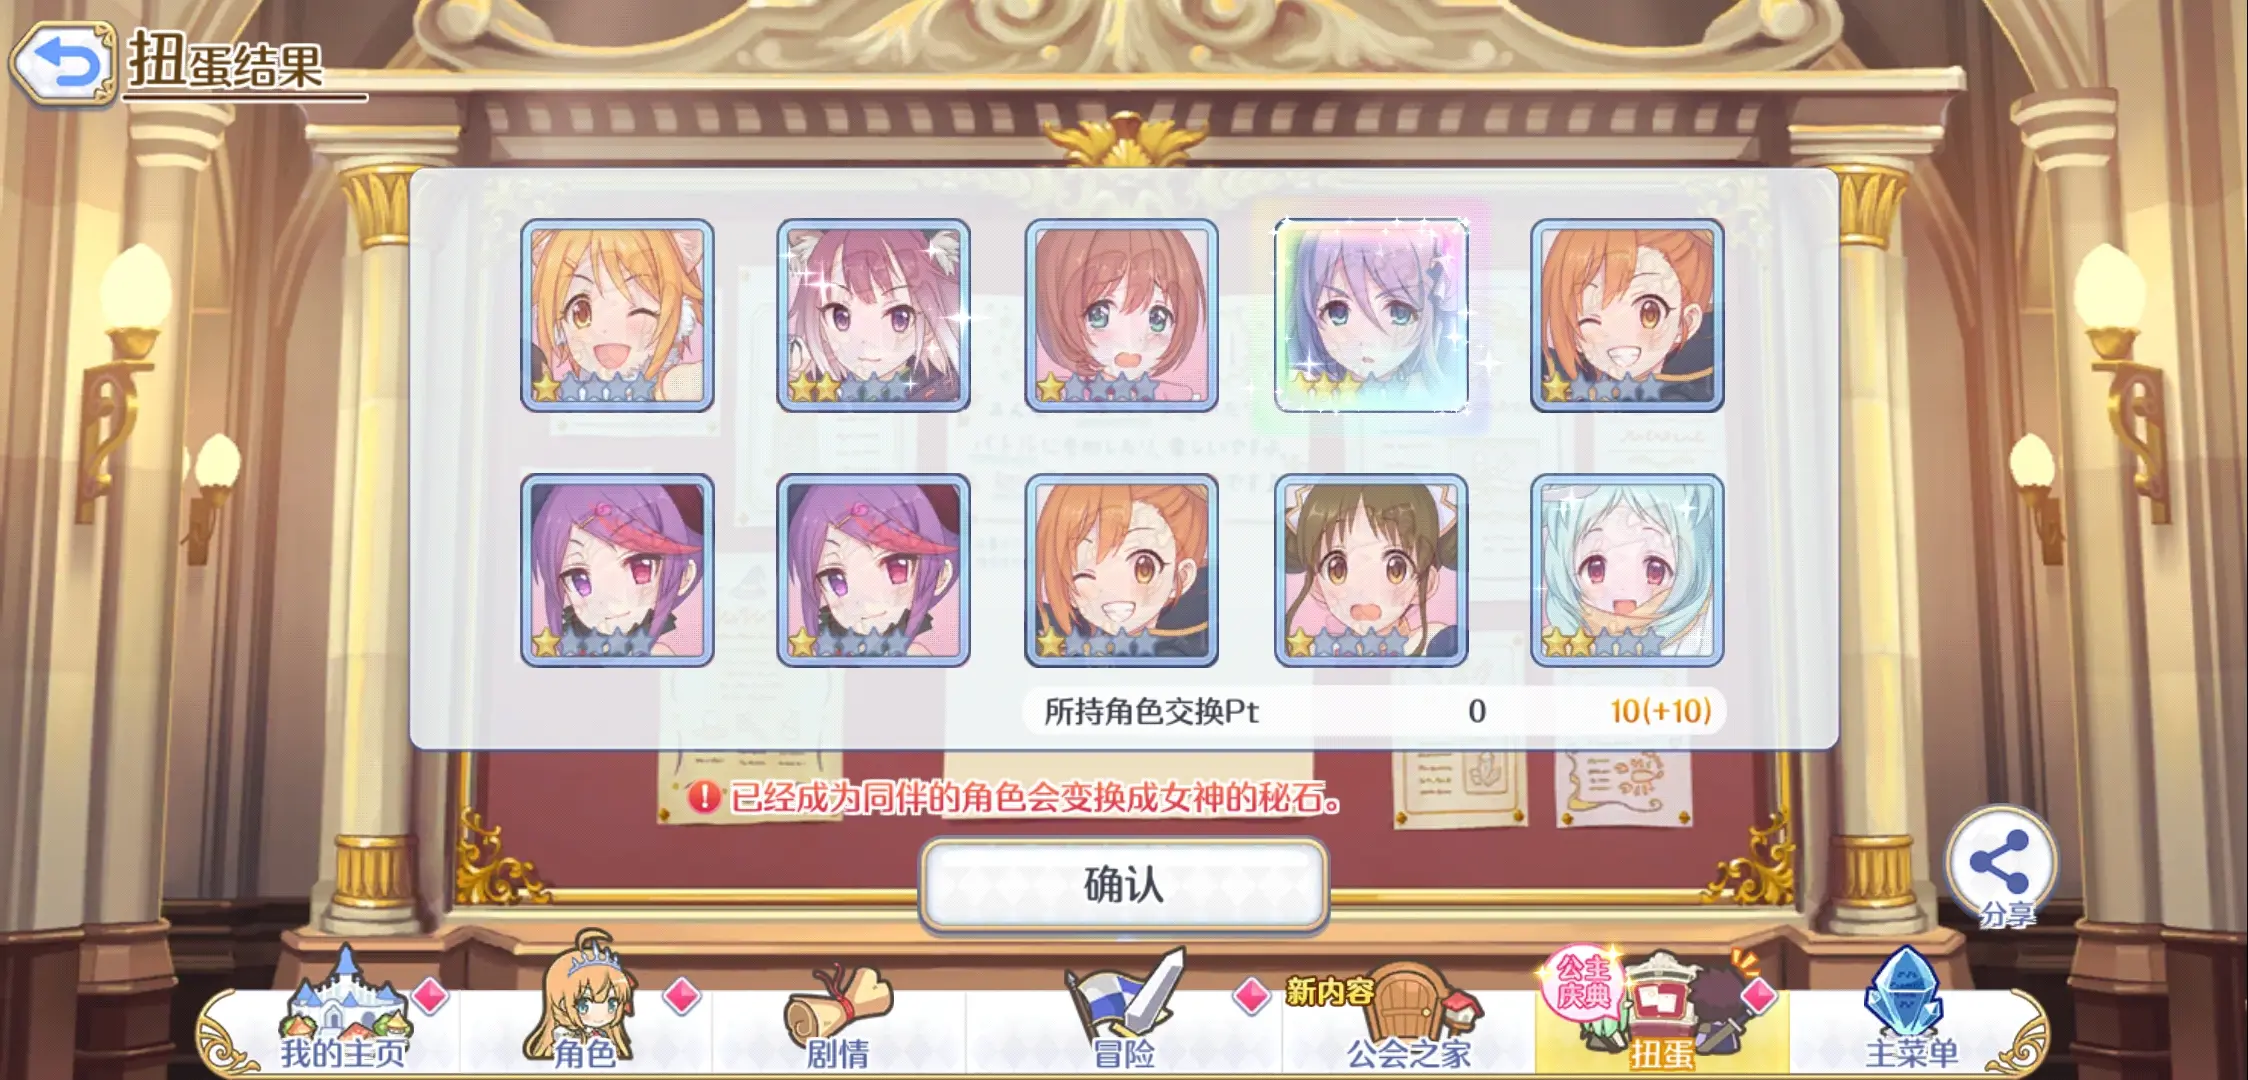 扭蛋结果
所持角色交换Pt 0 10(+10)
已经成为同伴的角色会变换成女神的秘石。
确认
分享
新内容
公主
庆典
我的主页
角色
剧情
冒险
公会之家
扭蛋
主菜单